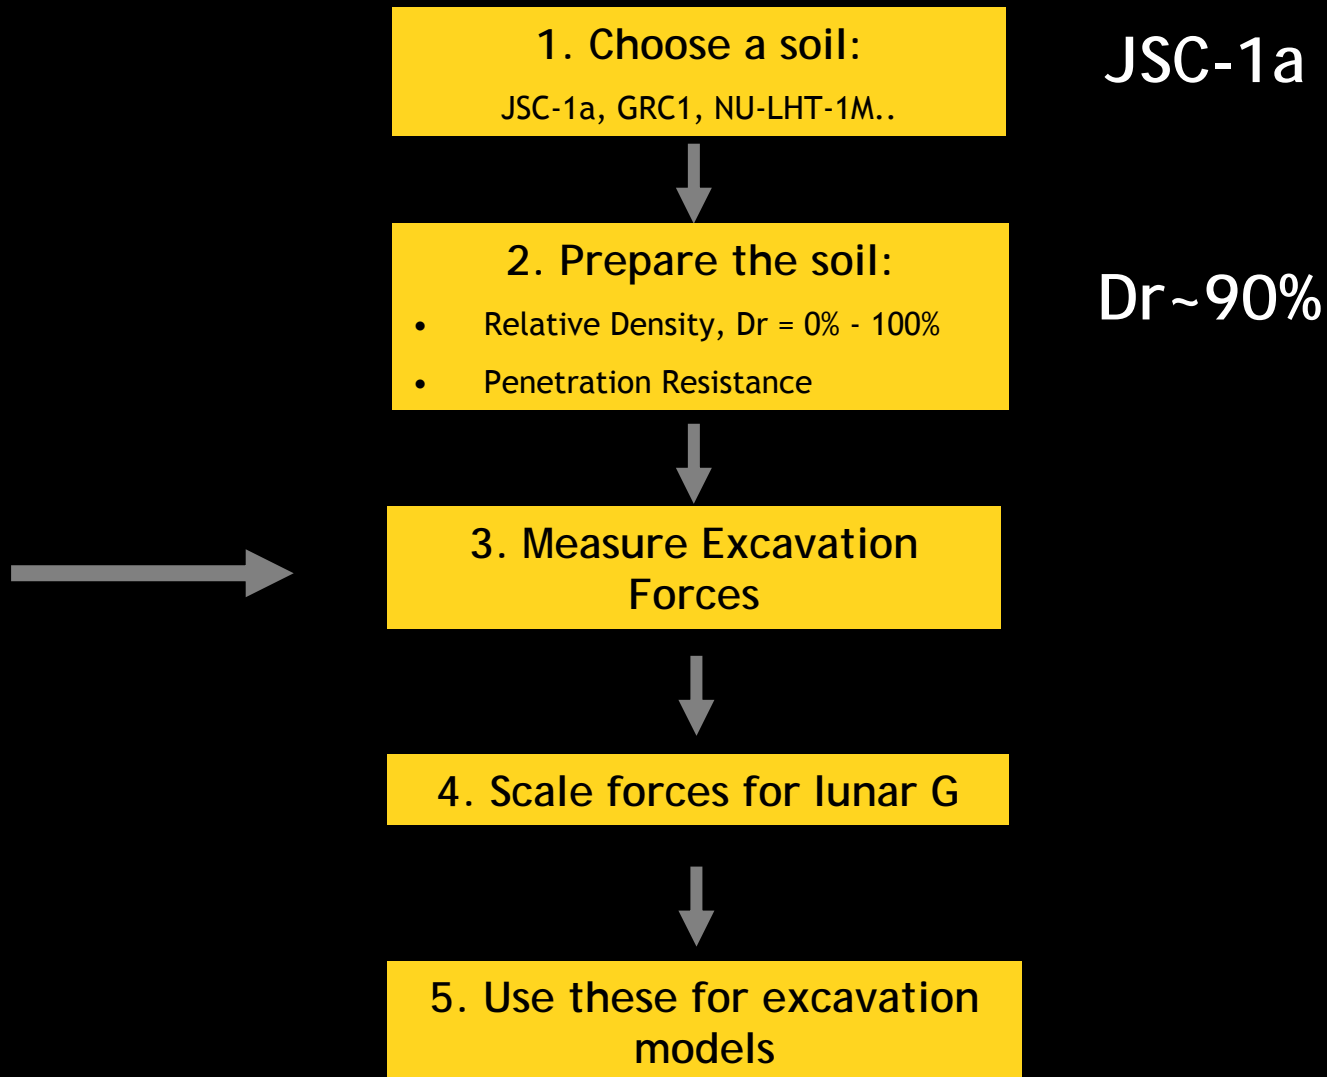 1. Choose a soil:
JSC-1a, GRC1, NU-LHT-1M..
JSC-1a
2. Prepare the soil:
• Relative Density, Dr = 0% - 100%
• Penetration Resistance
Dr~90%
3. Measure Excavation
Forces
4. Scale forces for lunar G
5. Use these for excavation
models